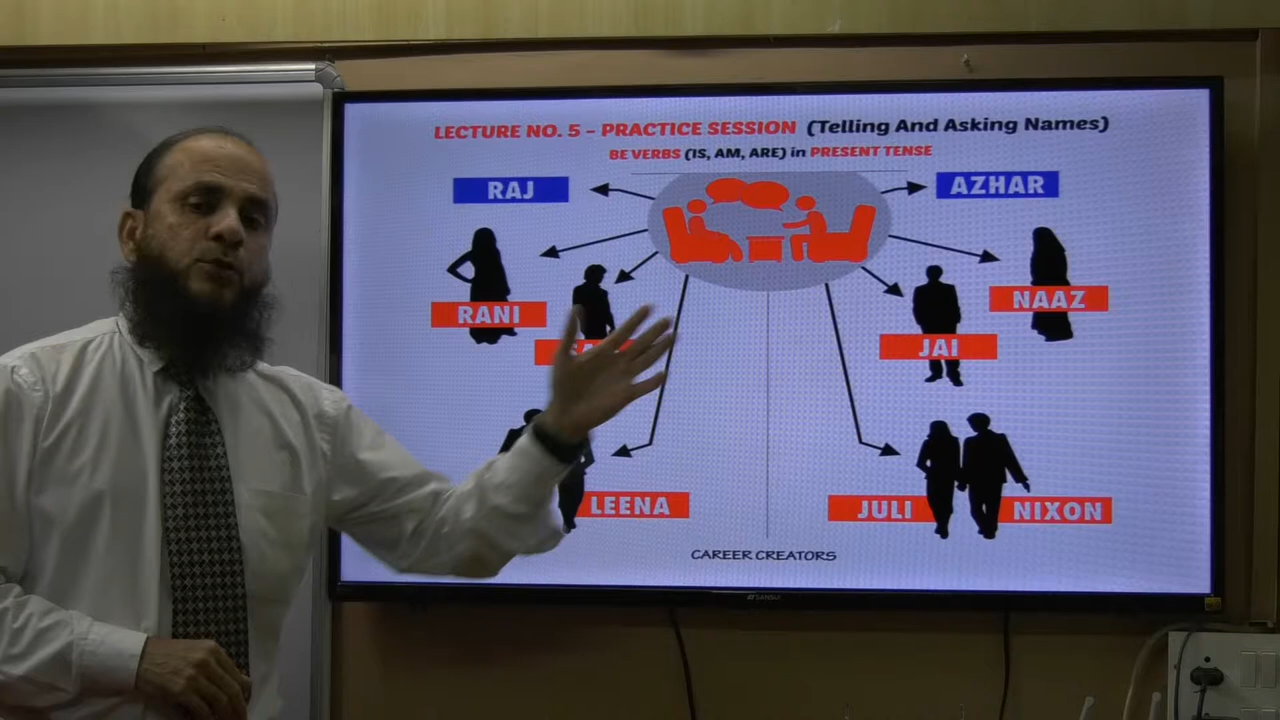 LECTURE NO. 5 – PRACTICE SESSION (Telling And Asking Names)
BE VERBS (IS, AM, ARE) in PRESENT TENSE
RAJ
AZHAR
RANI
NAAZ
JAI
LEENA
JULI
NIXON
CAREER CREATORS
SANSUI